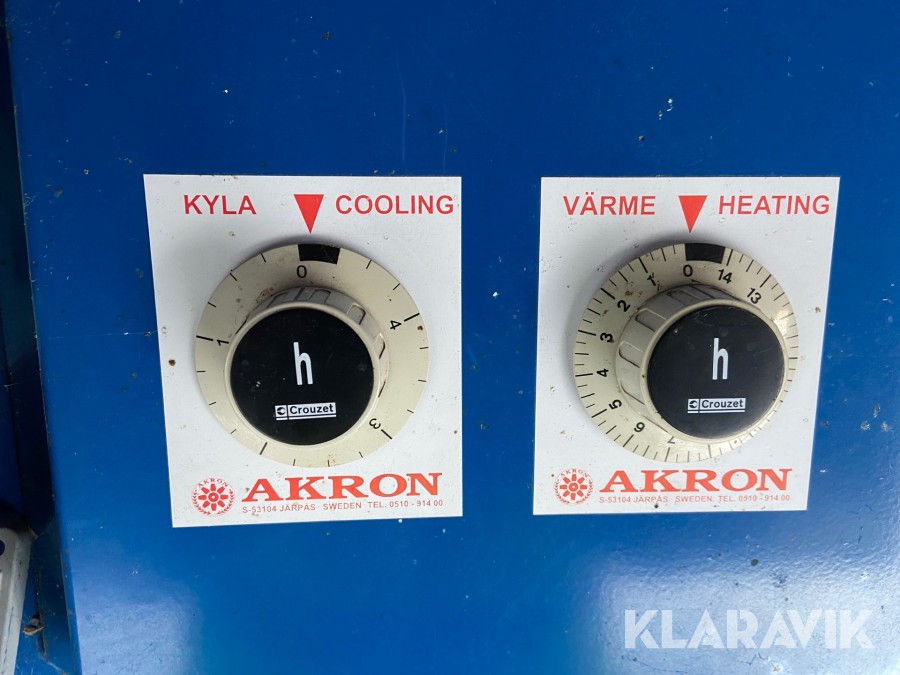 KYLA COOLING
0
1
4
3
h
Crouzet
AKRON
S-53104 JÄRPÅS SWEDEN TEL. 0510 - 914 00
VÄRME HEATING
0
1
14
2
13
3
4
5
6
7
h
Crouzet
AKRON
S-53104 JÄRPÅS SWEDEN TEL. 0510 - 914 00
KLARAVIK